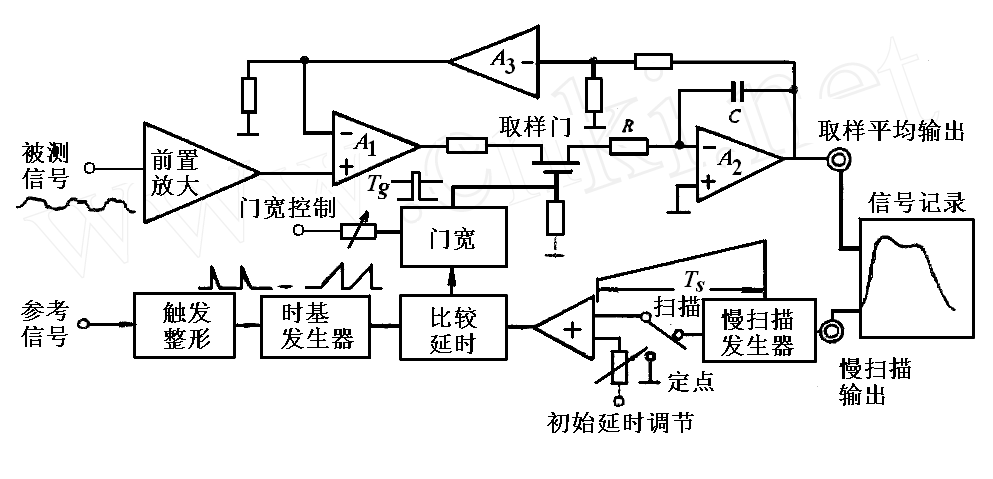 A3
取样门
被测
信号
前置
放大
A1
R
C
A2
取样平均输出
Tg
门宽控制
门宽
信号记录
Ts
参考
信号
触发
整形
时基
发生器
比较
延时
扫描
慢扫描
发生器
定点
慢扫描
输出
初始延时调节